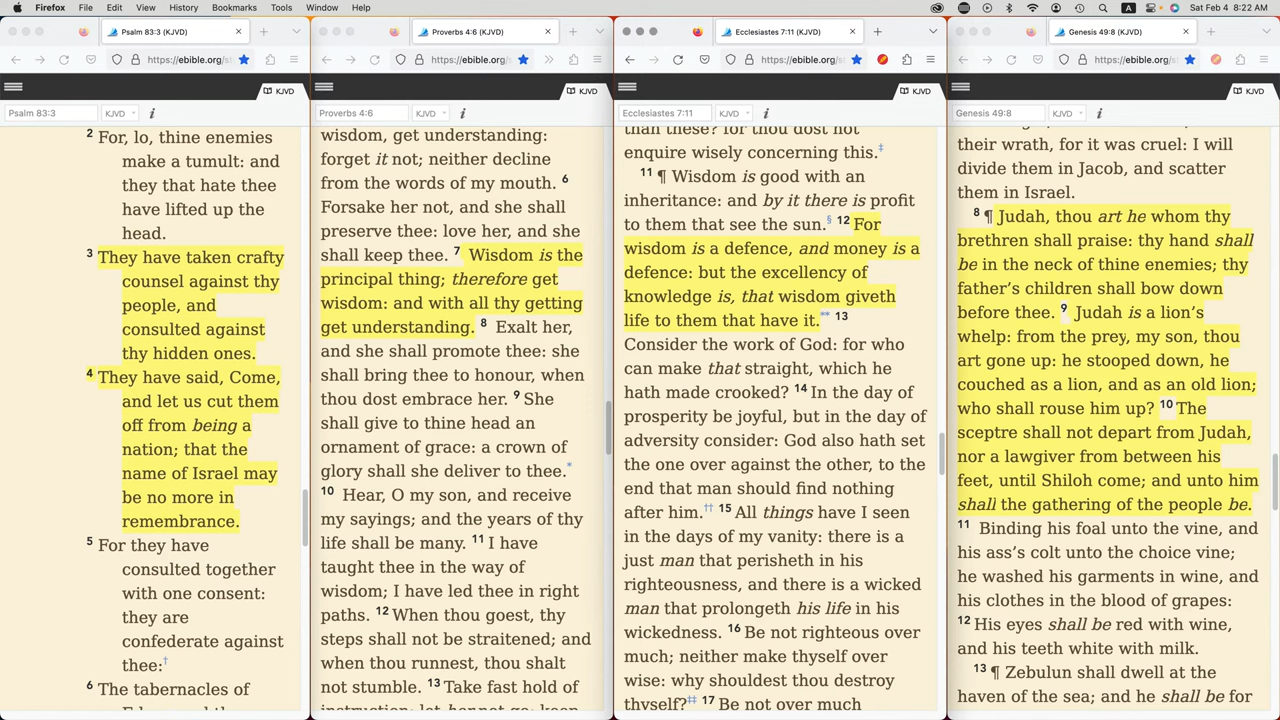 Firefox File Edit View History Bookmarks Tools Window Help A Sat Feb 4 8:22 AM
Psalm 83:3 (KJVD)
https://ebible.org/
KJVD
Psalm 83:3 KJVD i
2 For, lo, thine enemies
make a tumult: and
they that hate thee
have lifted up the
head.
3 They have taken crafty
counsel against thy
people, and
consulted against
thy hidden ones.
4 They have said, Come,
and let us cut them
off from being a
nation; that the
name of Israel may
be no more in
remembrance.
5 For they have
consulted together
with one consent:
they are
confederate against
thee:†
6 The tabernacles of
Proverbs 4:6 (KJVD)
https://ebible.org/
KJVD
Proverbs 4:6 KJVD i
wisdom, get understanding:
forget it not; neither decline
from the words of my mouth. 6
Forsake her not, and she shall
preserve thee: love her, and she
shall keep thee. 7 Wisdom is the
principal thing; therefore get
wisdom: and with all thy getting
get understanding. 8 Exalt her,
and she shall promote thee: she
shall bring thee to honour, when
thou dost embrace her. 9 She
shall give to thine head an
ornament of grace: a crown of
glory shall she deliver to thee.*
10 Hear, O my son, and receive
my sayings; and the years of thy
life shall be many. 11 I have
taught thee in the way of
wisdom; I have led thee in right
paths. 12 When thou goest, thy
steps shall not be straitened; and
when thou runnest, thou shalt
not stumble. 13 Take fast hold of
instruction; let her not go: keep
Ecclesiastes 7:11 (KJVD)
https://ebible.org/
KJVD
Ecclesiastes 7:11 KJVD i
than these? for thou dost not
enquire wisely concerning this.‡
11 ¶ Wisdom is good with an
inheritance: and by it there is profit
to them that see the sun.§ 12 For
wisdom is a defence, and money is a
defence: but the excellency of
knowledge is, that wisdom giveth
life to them that have it.** 13
Consider the work of God: for who
can make that straight, which he
hath made crooked? 14 In the day of
prosperity be joyful, but in the day of
adversity consider: God also hath set
the one over against the other, to the
end that man should find nothing
after him.†† 15 All things have I seen
in the days of my vanity: there is a
just man that perisheth in his
righteousness, and there is a wicked
man that prolongeth his life in his
wickedness. 16 Be not righteous over
much; neither make thyself over
wise: why shouldest thou destroy
thyself?‡‡ 17 Be not over much
Genesis 49:8 (KJVD)
https://ebible.org/
KJVD
Genesis 49:8 KJVD i
their wrath, for it was cruel: I will
divide them in Jacob, and scatter
them in Israel.
8 ¶ Judah, thou art he whom thy
brethren shall praise: thy hand shall
be in the neck of thine enemies; thy
father’s children shall bow down
before thee. 9 Judah is a lion’s
whelp: from the prey, my son, thou
art gone up: he stooped down, he
couched as a lion, and as an old lion;
who shall rouse him up? 10 The
sceptre shall not depart from Judah,
nor a lawgiver from between his
feet, until Shiloh come; and unto him
shall the gathering of the people be.
11 Binding his foal unto the vine, and
his ass’s colt unto the choice vine;
he washed his garments in wine, and
his clothes in the blood of grapes:
12 His eyes shall be red with wine,
and his teeth white with milk.
13 ¶ Zebulun shall dwell at the
haven of the sea; and he shall be for